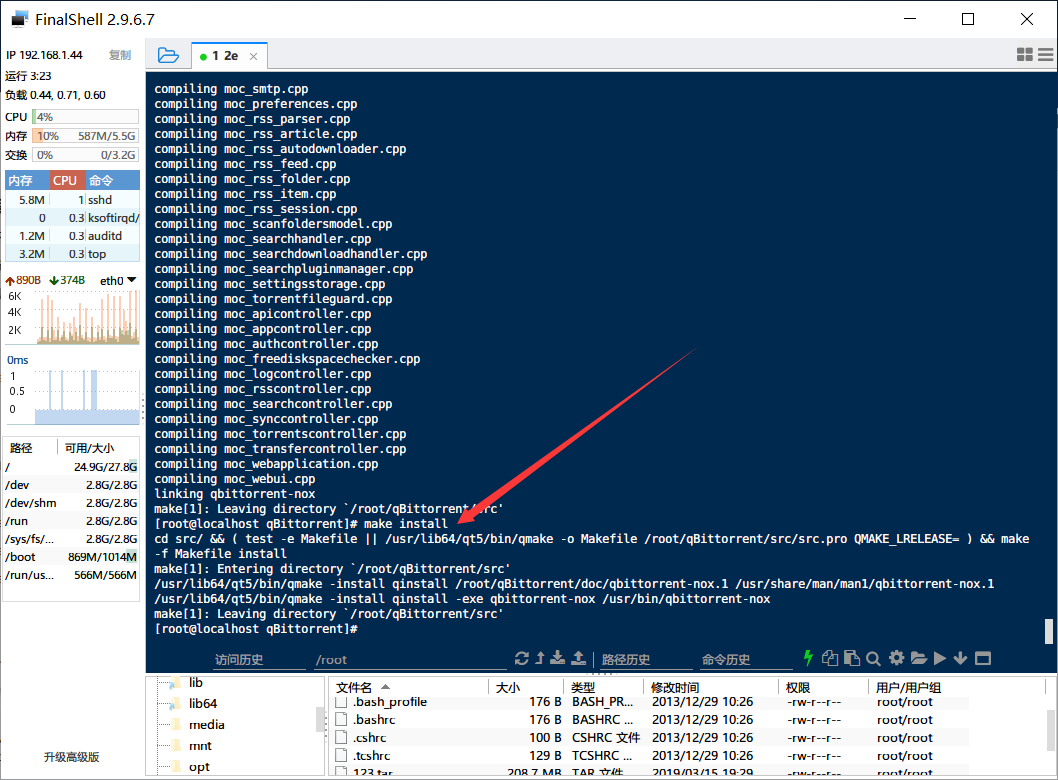 FinalShell 2.9.6.7
IP 192.168.1.44 复制
运行 3:23
负载 0.44, 0.71, 0.60
CPU 4%
内存 10% 587M/5.5G
交换 0% 0/3.2G
内存 CPU 命令
5.8M 1 sshd
0 0.3 ksoftirqd/
1.2M 0.3 auditd
3.2M 0.3 top
890B 374B eth0
6K
4K
2K
0ms
1
0.5
0
路径 可用/大小
/ 24.9G/27.8G
/dev 2.8G/2.8G
/dev/shm 2.8G/2.8G
/run 2.8G/2.8G
/sys/fs/... 2.8G/2.8G
/boot 869M/1014M
/run/us... 566M/566M
升级高级版
1 2e
compiling moc_smtp.cpp
compiling moc_preferences.cpp
compiling moc_rss_parser.cpp
compiling moc_rss_article.cpp
compiling moc_rss_autodownloader.cpp
compiling moc_rss_feed.cpp
compiling moc_rss_folder.cpp
compiling moc_rss_item.cpp
compiling moc_rss_session.cpp
compiling moc_scanfoldersmodel.cpp
compiling moc_searchhandler.cpp
compiling moc_searchdownloadhandler.cpp
compiling moc_searchpluginmanager.cpp
compiling moc_settingsstorage.cpp
compiling moc_torrentfileguard.cpp
compiling moc_apicontroller.cpp
compiling moc_appcontroller.cpp
compiling moc_authcontroller.cpp
compiling moc_freediskspacechecker.cpp
compiling moc_logcontroller.cpp
compiling moc_rsscontroller.cpp
compiling moc_searchcontroller.cpp
compiling moc_synccontroller.cpp
compiling moc_torrentscontroller.cpp
compiling moc_transfercontroller.cpp
compiling moc_webapplication.cpp
compiling moc_webui.cpp
linking qbittorrent-nox
make[1]: Leaving directory `/root/qBittorrent/src'
[root@localhost qBittorrent]# make install
cd src/ && ( test -e Makefile || /usr/lib64/qt5/bin/qmake -o Makefile /root/qBittorrent/src/src.pro QMAKE_LRELEASE= ) && make
-f Makefile install
make[1]: Entering directory `/root/qBittorrent/src'
/usr/lib64/qt5/bin/qmake -install qinstall /root/qBittorrent/doc/qbittorrent-nox.1 /usr/share/man/man1/qbittorrent-nox.1
/usr/lib64/qt5/bin/qmake -install qinstall -exe qbittorrent-nox /usr/bin/qbittorrent-nox
make[1]: Leaving directory `/root/qBittorrent/src'
[root@localhost qBittorrent]#
访问历史 /root 路径历史 命令历史
lib
lib64
media
mnt
opt
文件名 大小 类型 修改时间 权限 用户/用户组
.bash_profile 176 B BASH_PR... 2013/12/29 10:26 -rw-r--r-- root/root
.bashrc 176 B BASHRC ... 2013/12/29 10:26 -rw-r--r-- root/root
.cshrc 100 B CSHRC 文件 2013/12/29 10:26 -rw-r--r-- root/root
.tcshrc 129 B TCSHRC ... 2013/12/29 10:26 -rw-r--r-- root/root
123.tar 208.7 MB TAR 文件 2019/03/15 19:29 -rw-r--r-- root/root